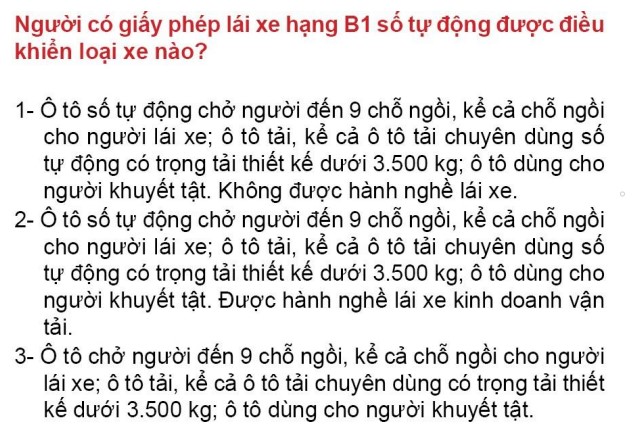 Người có giấy phép lái xe hạng B1 số tự động được điều
khiển loại xe nào?
1- Ô tô số tự động chở người đến 9 chỗ ngồi, kể cả chỗ ngồi
cho người lái xe; ô tô tải, kể cả ô tô tải chuyên dùng số
tự động có trọng tải thiết kế dưới 3.500 kg; ô tô dùng cho
người khuyết tật. Không được hành nghề lái xe.
2- Ô tô số tự động chở người đến 9 chỗ ngồi, kể cả chỗ ngồi
cho người lái xe; ô tô tải, kể cả ô tô tải chuyên dùng số
tự động có trọng tải thiết kế dưới 3.500 kg; ô tô dùng cho
người khuyết tật. Được hành nghề lái xe kinh doanh vận
tải.
3- Ô tô chở người đến 9 chỗ ngồi, kể cả chỗ ngồi cho người
lái xe; ô tô tải, kể cả ô tô tải chuyên dùng có trọng tải thiết
kế dưới 3.500 kg; ô tô dùng cho người khuyết tật.